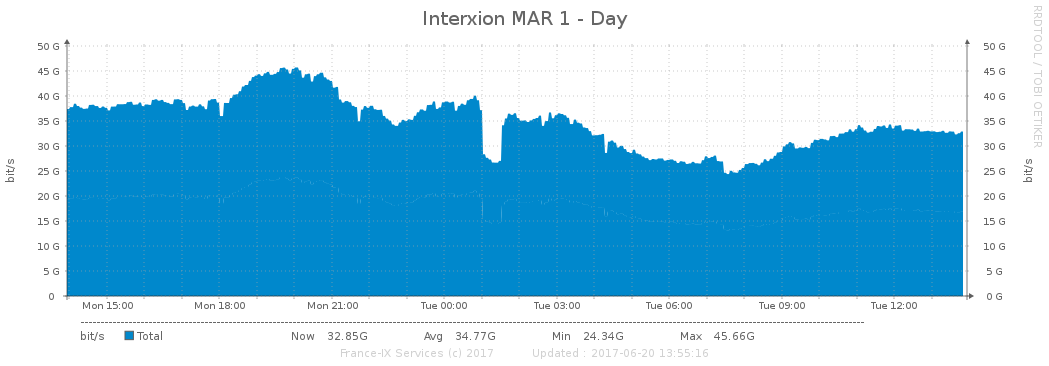 Interxion MAR 1 - Day
RRDTOOL / TOBI OETIKER
bit/s
50 G 50 G
45 G 45 G
40 G 40 G
35 G 35 G
30 G 30 G
25 G 25 G
20 G 20 G
15 G 15 G
10 G 10 G
5 G 5 G
0 0 G
bit/s
Mon 15:00 Mon 18:00 Mon 21:00 Tue 00:00 Tue 03:00 Tue 06:00 Tue 09:00 Tue 12:00
bit/s Total Now 32.85G Avg 34.77G Min 24.34G Max 45.66G
France-IX Services (c) 2017 Updated : 2017-06-20 13:55:16